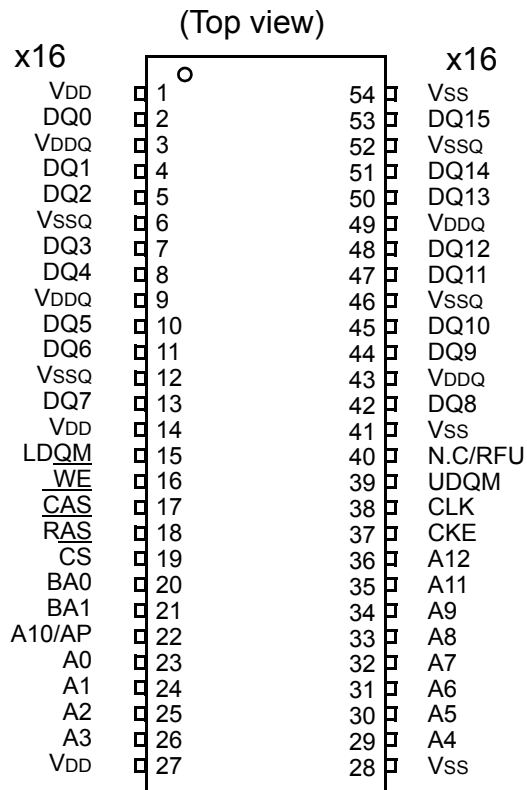 (Top view)
x16 x16
VDD 1 54 VSS
DQ0 2 53 DQ15
VDDQ 3 52 VSSQ
DQ1 4 51 DQ14
DQ2 5 50 DQ13
VSSQ 6 49 VDDQ
DQ3 7 48 DQ12
DQ4 8 47 DQ11
VDDQ 9 46 VSSQ
DQ5 10 45 DQ10
DQ6 11 44 DQ9
VSSQ 12 43 VDDQ
DQ7 13 42 DQ8
VDD 14 41 VSS
LDQM 15 40 N.C/RFU
WE 16 39 UDQM
CAS 17 38 CLK
RAS 18 37 CKE
CS 19 36 A12
BA0 20 35 A11
BA1 21 34 A9
A10/AP 22 33 A8
A0 23 32 A7
A1 24 31 A6
A2 25 30 A5
A3 26 29 A4
VDD 27 28 VSS